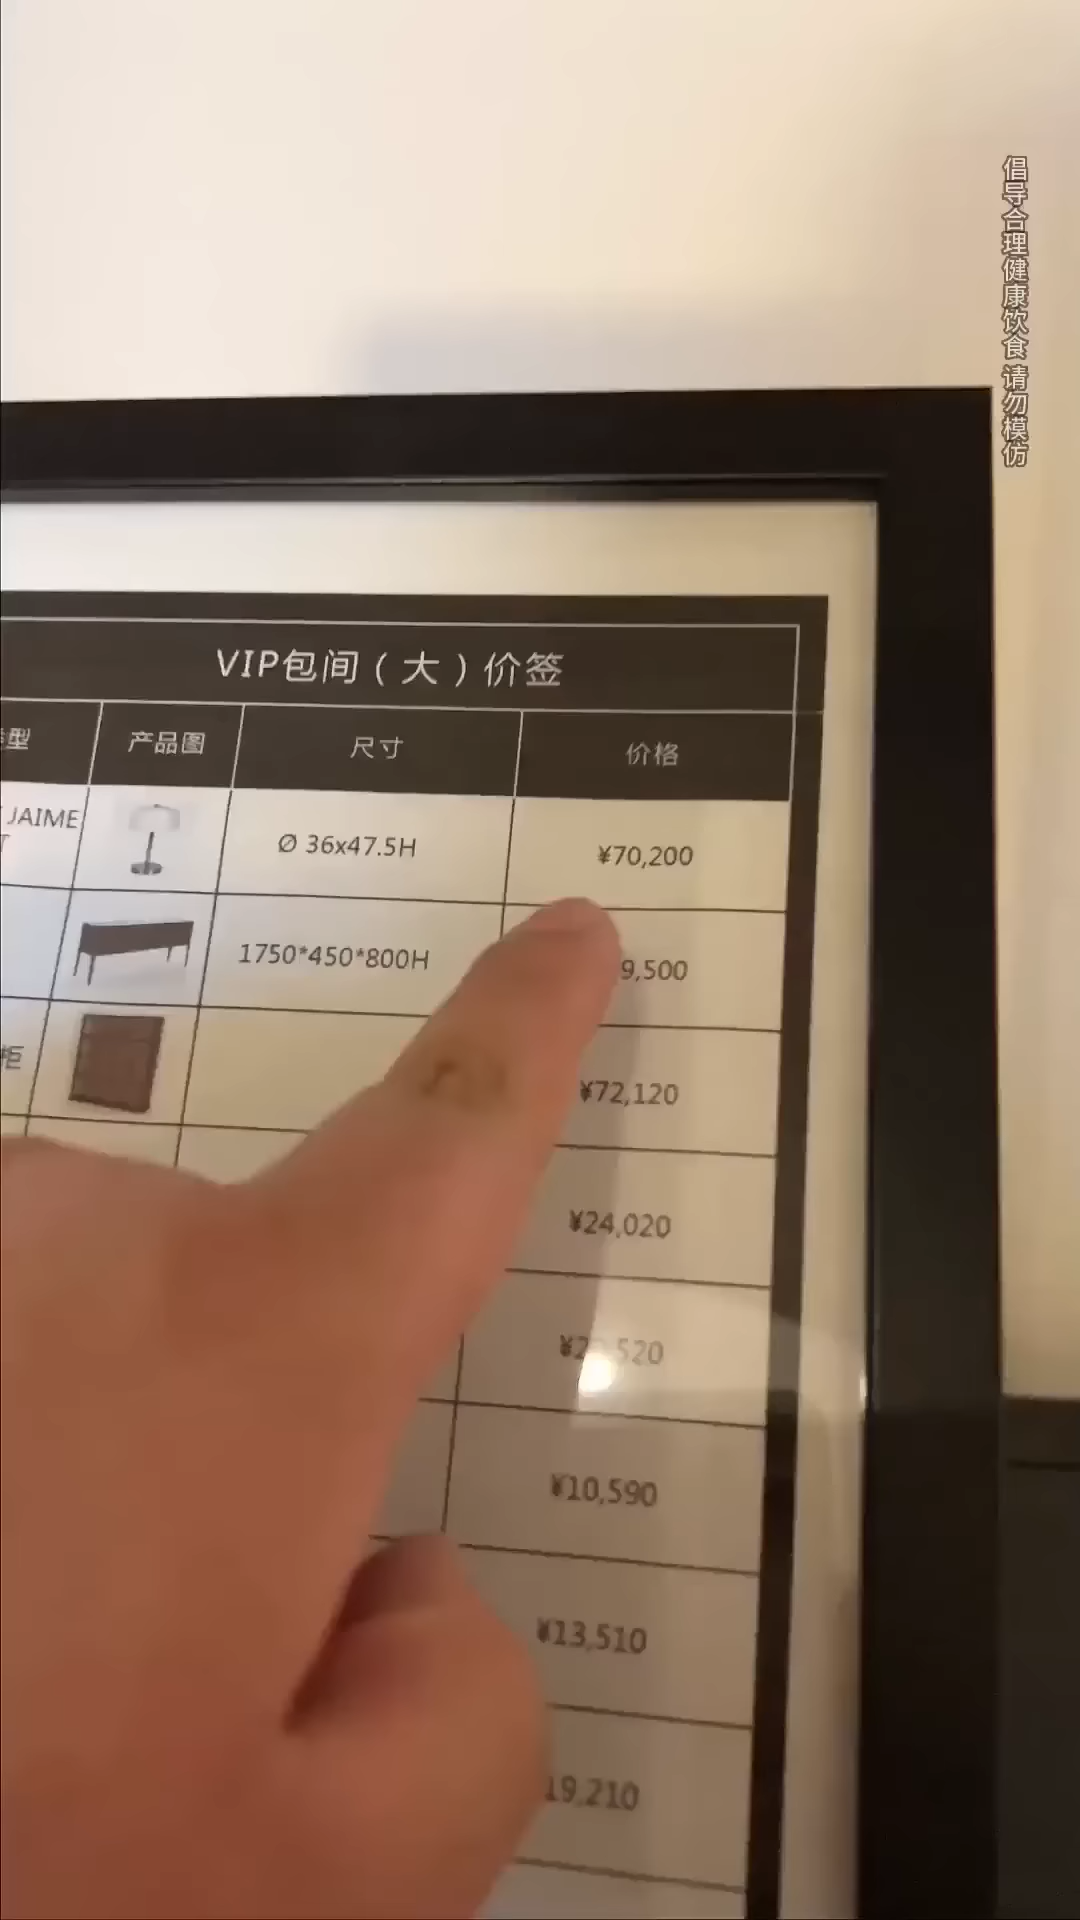 倡导合理健康饮食 请勿模仿
VIP包间（大）价签
型 产品图 尺寸 价格
JAIME
Ø 36x47.5H ¥70,200
1750*450*800H 9,500
柜 ¥72,120
¥24,020
¥10,590
¥13,510
19,210